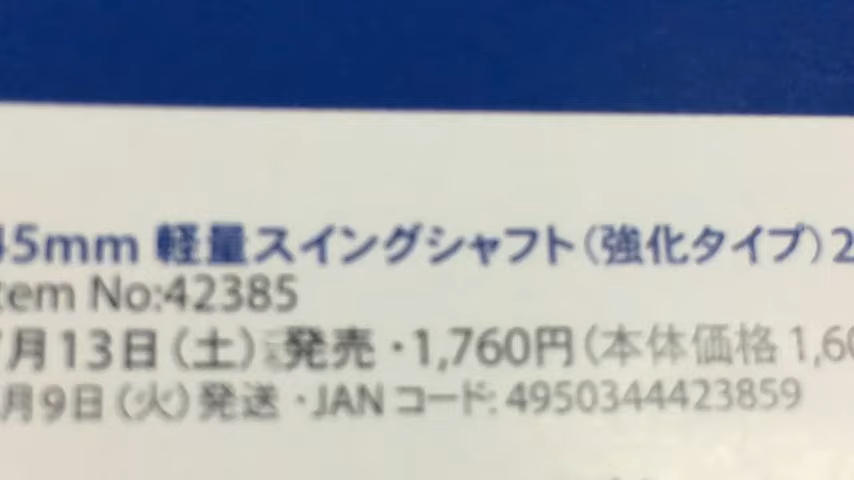 45mm 軽量スイングシャフト（強化タイプ）2
tem No:42385
月13日（土）発売・1,760円（本体価格 1,60
月9日（火）発送・JANコード: 4950344423859